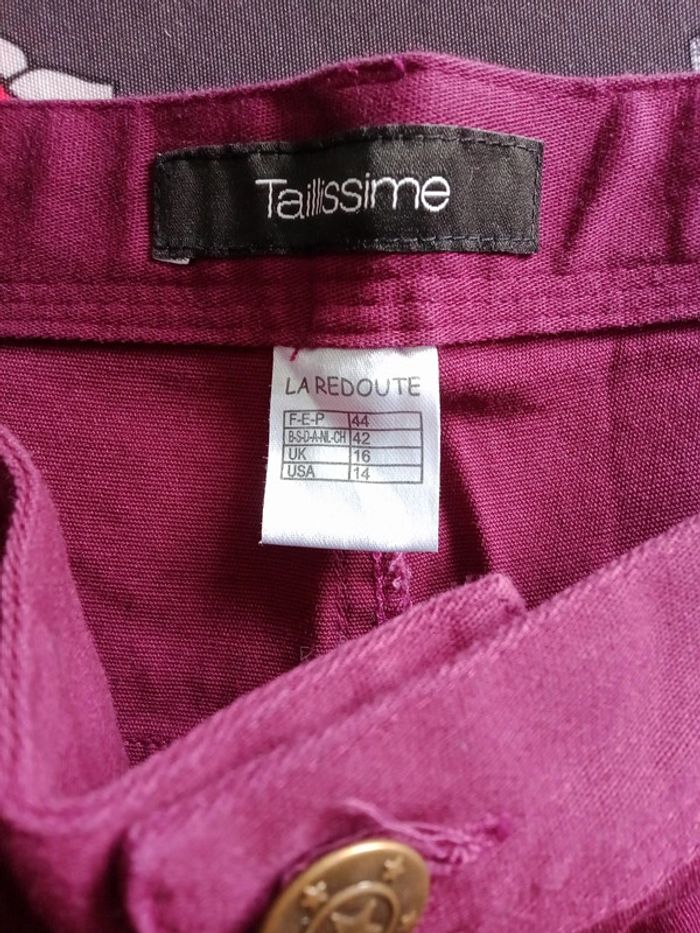 Taillissime
LA REDOUTE
F-E-P 44
B-S-D-A-NL-CH 42
UK 16
USA 14